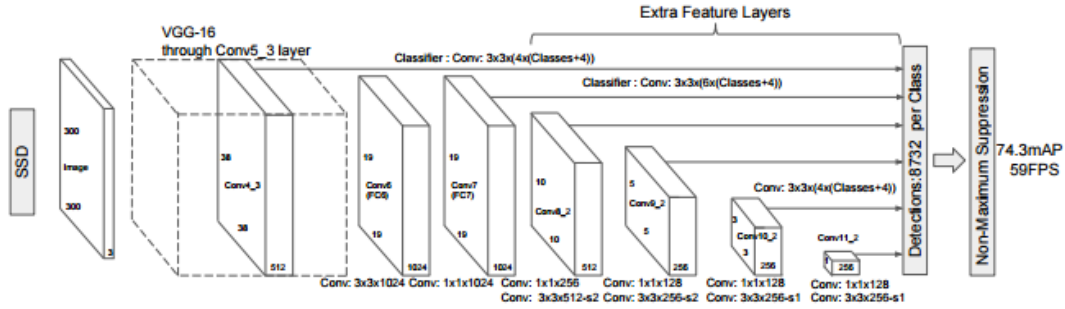 Extra Feature Layers
VGG-16
through Conv5_3 layer
Classifier : Conv: 3x3x(4x(Classes+4))
Classifier : Conv: 3x3x(6x(Classes+4))
SSD
300
Image
300
3
38
Conv4_3
38
512
19
Conv6
(FC6)
19
1024
19
Conv7
(FC7)
19
1024
10
Conv8_2
10
512
5
Conv9_2
5
256
Conv: 3x3x(4x(Classes+4))
3
Conv10_2
3
256
Conv11_2
1
256
Detections:8732 per Class
Non-Maximum Suppression
74.3mAP
59FPS
Conv: 3x3x1024
Conv: 1x1x1024
Conv: 1x1x256
Conv: 3x3x512-s2
Conv: 1x1x128
Conv: 3x3x256-s2
Conv: 1x1x128
Conv: 3x3x256-s1
Conv: 1x1x128
Conv: 3x3x256-s1